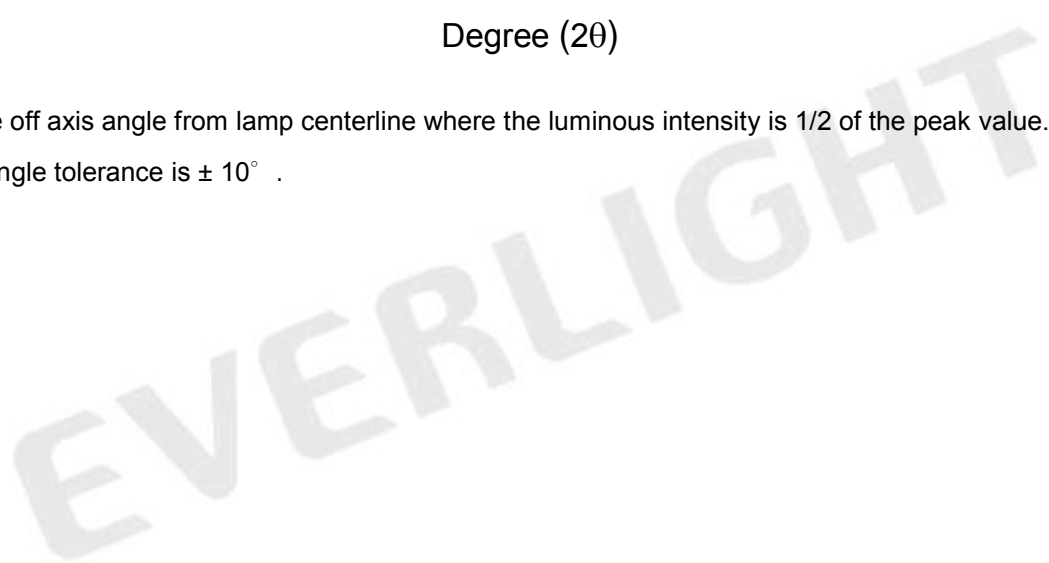 Degree (2θ)
e off axis angle from lamp centerline where the luminous intensity is 1/2 of the peak value.
ngle tolerance is ± 10° .
EVERLIGHT